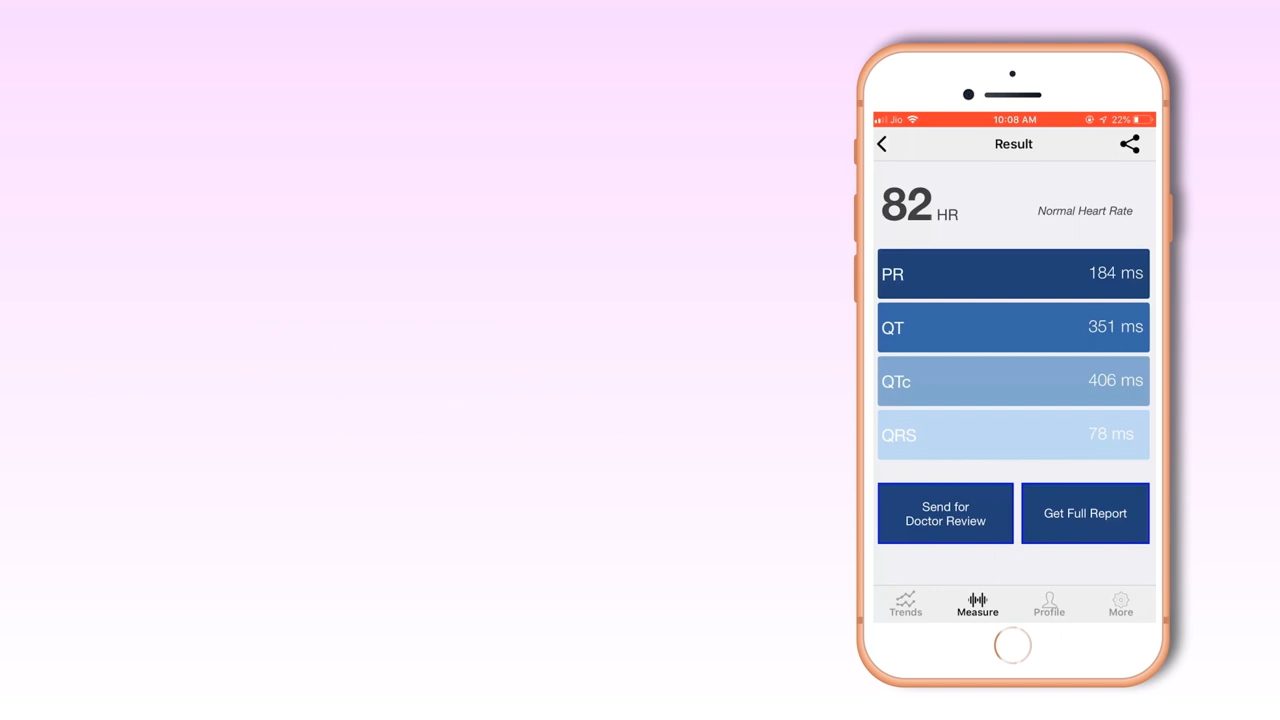 Jio 10:08 AM 22%
Result
82 HR Normal Heart Rate
PR 184 ms
QT 351 ms
QTc 406 ms
QRS 78 ms
Send for
Doctor Review
Get Full Report
Trends Measure Profile More